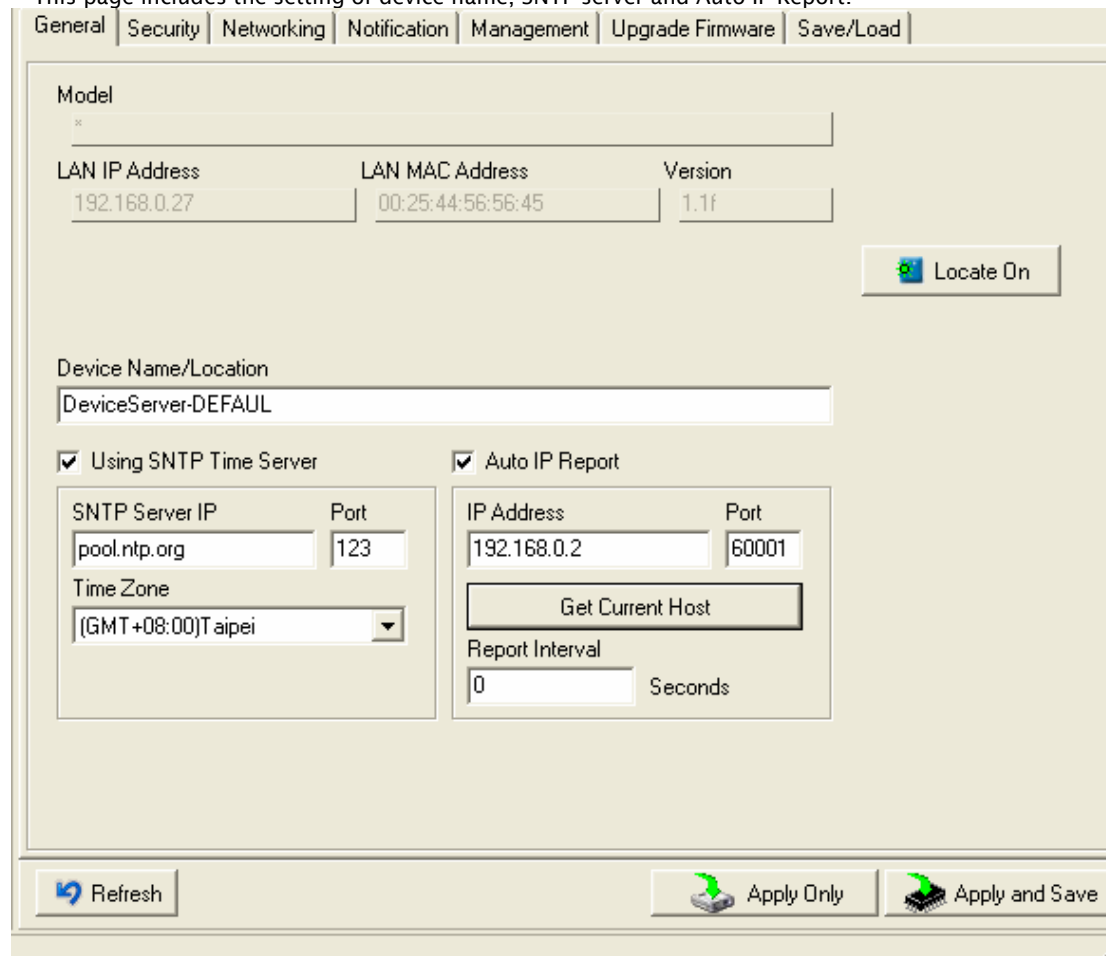 This page includes the setting of device name, SNTP server and Auto IP Report.
General Security Networking Notification Management Upgrade Firmware Save/Load
Model
*
LAN IP Address LAN MAC Address Version
192.168.0.27 00:25:44:56:56:45 1.1f
Locate On
Device Name/Location
DeviceServer-DEFAUL
Using SNTP Time Server Auto IP Report
SNTP Server IP Port IP Address Port
pool.ntp.org 123 192.168.0.2 60001
Time Zone Get Current Host
(GMT+08:00)Taipei
Report Interval
0 Seconds
Refresh Apply Only Apply and Save